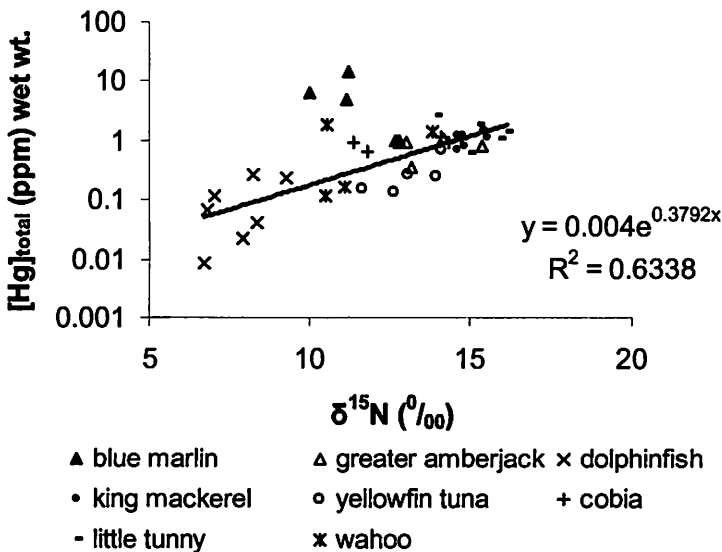 [Hg]total (ppm) wet wt.
100
10
1
0.1
0.01
0.001
y = 0.004e^0.3792x
R² = 0.6338
5 10 15 20
δ¹⁵N (⁰/₀₀)
▲ blue marlin △ greater amberjack × dolphinfish
• king mackerel ○ yellowfin tuna + cobia
- little tunny ж wahoo